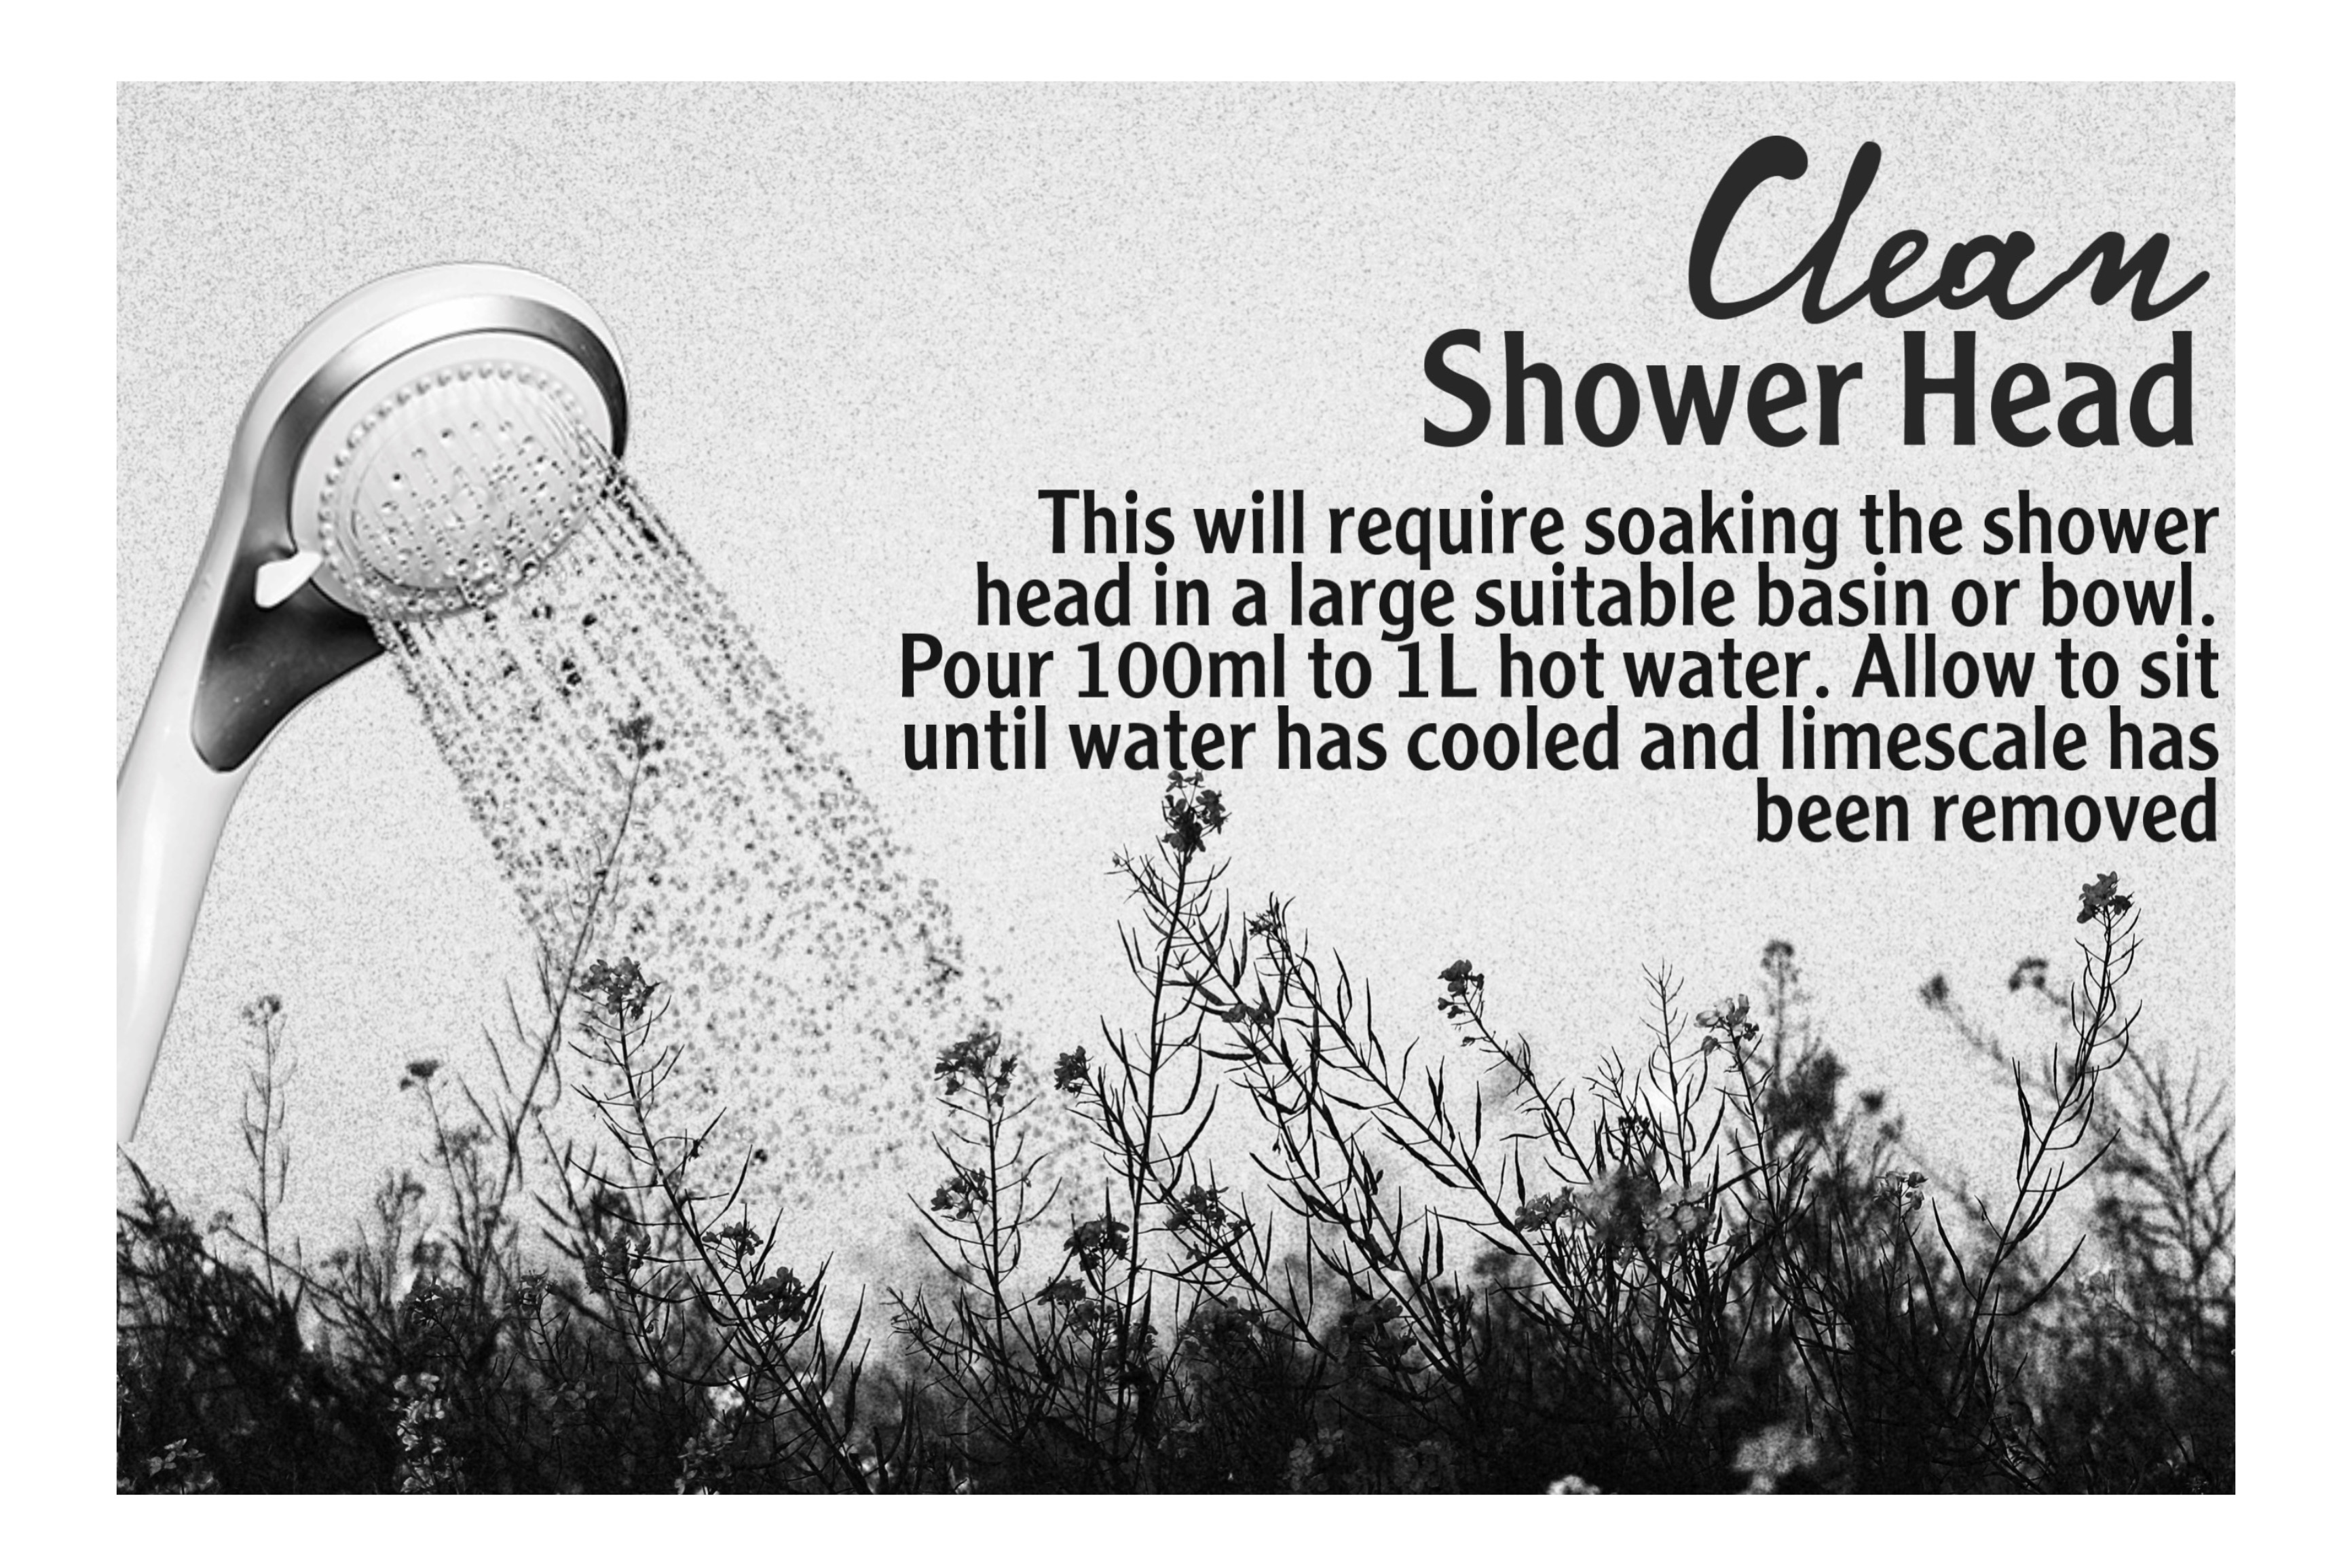 Clean
Shower Head
This will require soaking the shower
head in a large suitable basin or bowl.
Pour 100ml to 1L hot water. Allow to sit
until water has cooled and limescale has
been removed